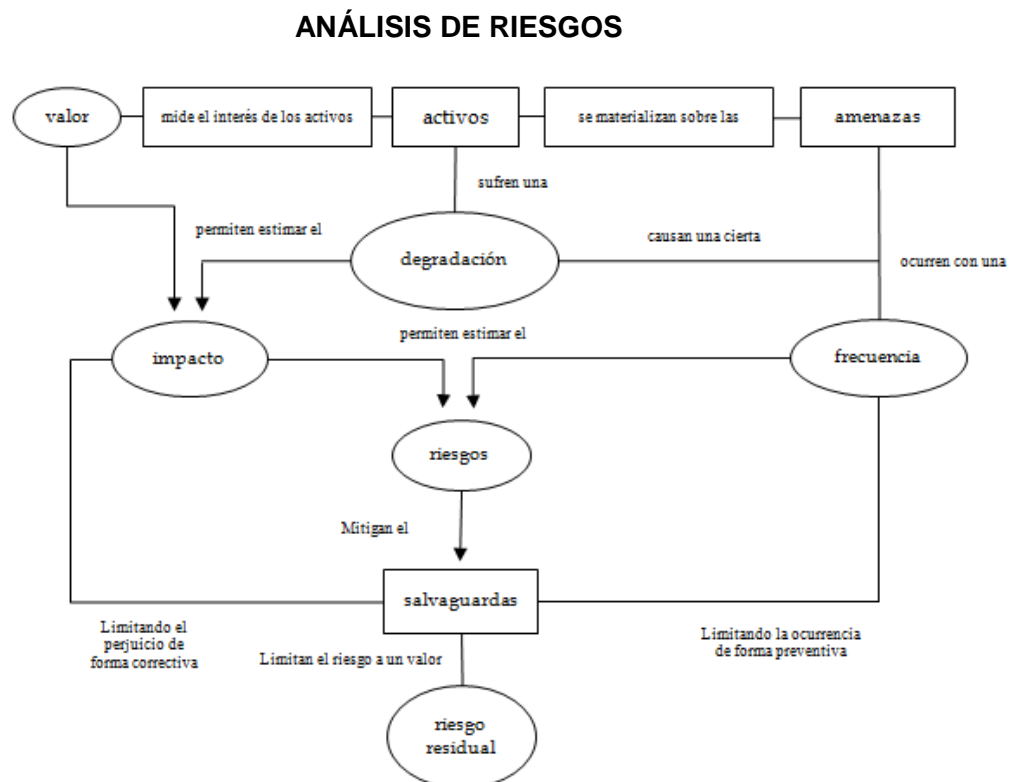 ANÁLISIS DE RIESGOS
valor
mide el interés de los activos
activos
se materializan sobre las
amenazas
sufren una
permiten estimar el
degradación
causan una cierta
ocurren con una
permiten estimar el
impacto
frecuencia
riesgos
Mitigan el
salvaguardas
Limitando el
perjuicio de
forma correctiva
Limitan el riesgo a un valor
Limitando la ocurrencia
de forma preventiva
riesgo
residual